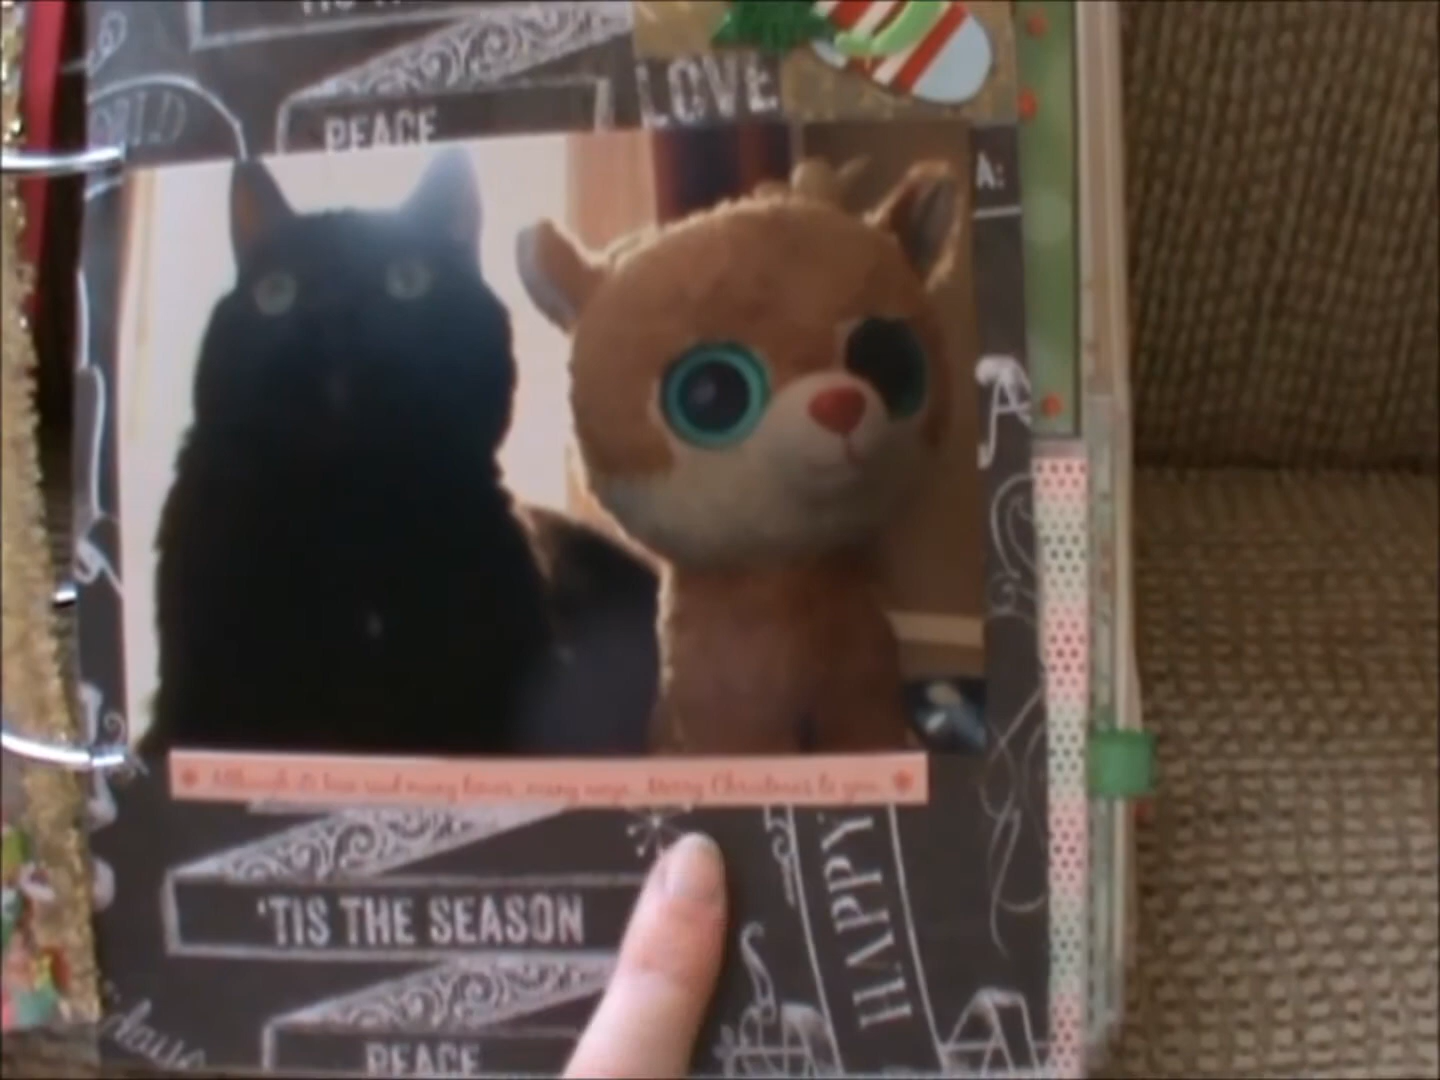 PEACE
LOVE
A:
Although it's been said many times, many ways, Merry Christmas to you.
'TIS THE SEASON
HAPPY
PEACE